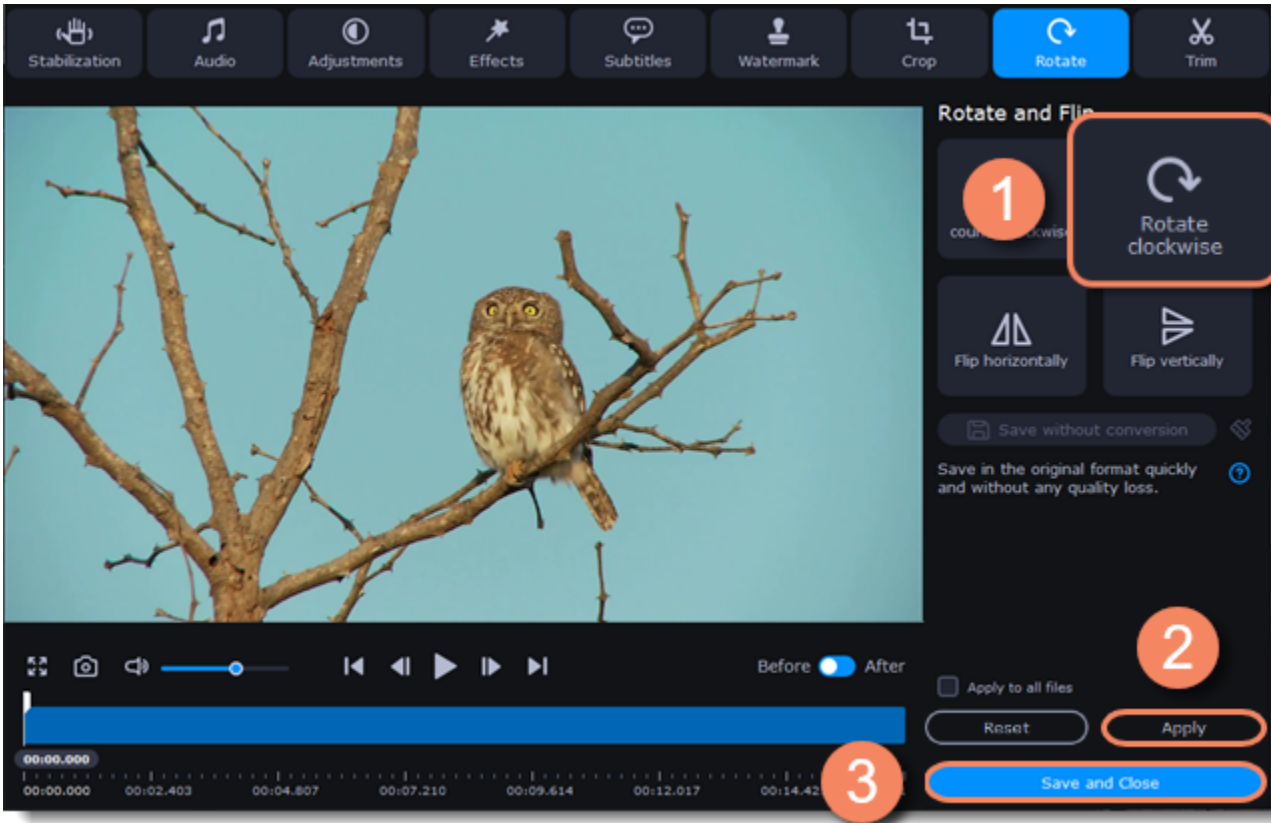 Stabilization
Audio
Adjustments
Effects
Subtitles
Watermark
Crop
Rotate
Trim
Rotate and Flip
1
Rotate
clockwise
Flip horizontally
Flip vertically
Save without conversion
Save in the original format quickly
and without any quality loss.
Before
After
2
Apply to all files
Reset
Apply
00:00.000
3
Save and Close
00:00.000 00:02.403 00:04.807 00:07.210 00:09.614 00:12.017